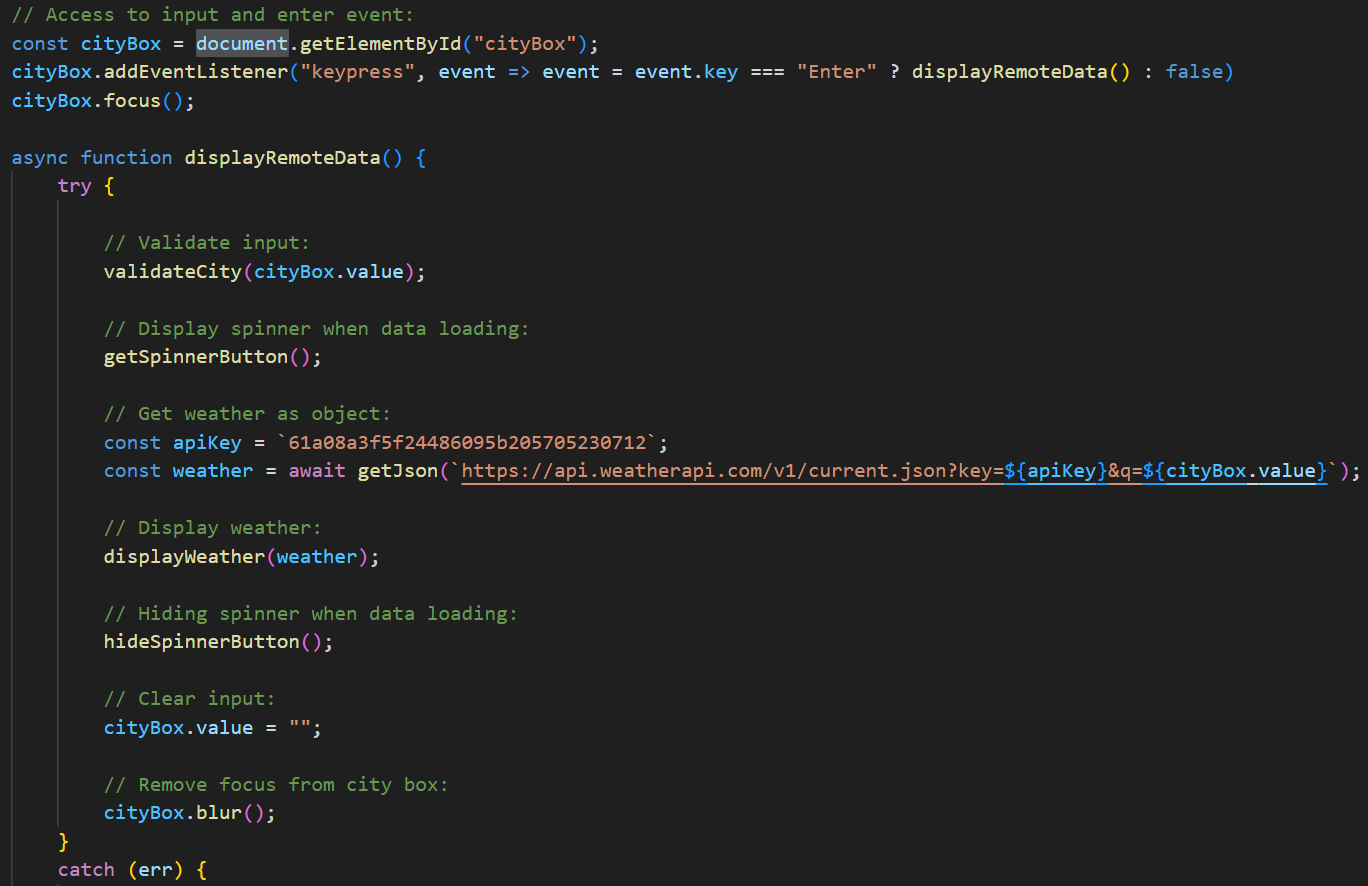 // Access to input and enter event:
const cityBox = document.getElementById("cityBox");
cityBox.addEventListener("keypress", event => event = event.key === "Enter" ? displayRemoteData() : false)
cityBox.focus();
async function displayRemoteData() {
try {
// Validate input:
validateCity(cityBox.value);
// Display spinner when data loading:
getSpinnerButton();
// Get weather as object:
const apiKey = `61a08a3f5f24486095b205705230712`;
const weather = await getJson(`https://api.weatherapi.com/v1/current.json?key=${apiKey}&q=${cityBox.value}`);
// Display weather:
displayWeather(weather);
// Hiding spinner when data loading:
hideSpinnerButton();
// Clear input:
cityBox.value = "";
// Remove focus from city box:
cityBox.blur();
}
catch (err) {